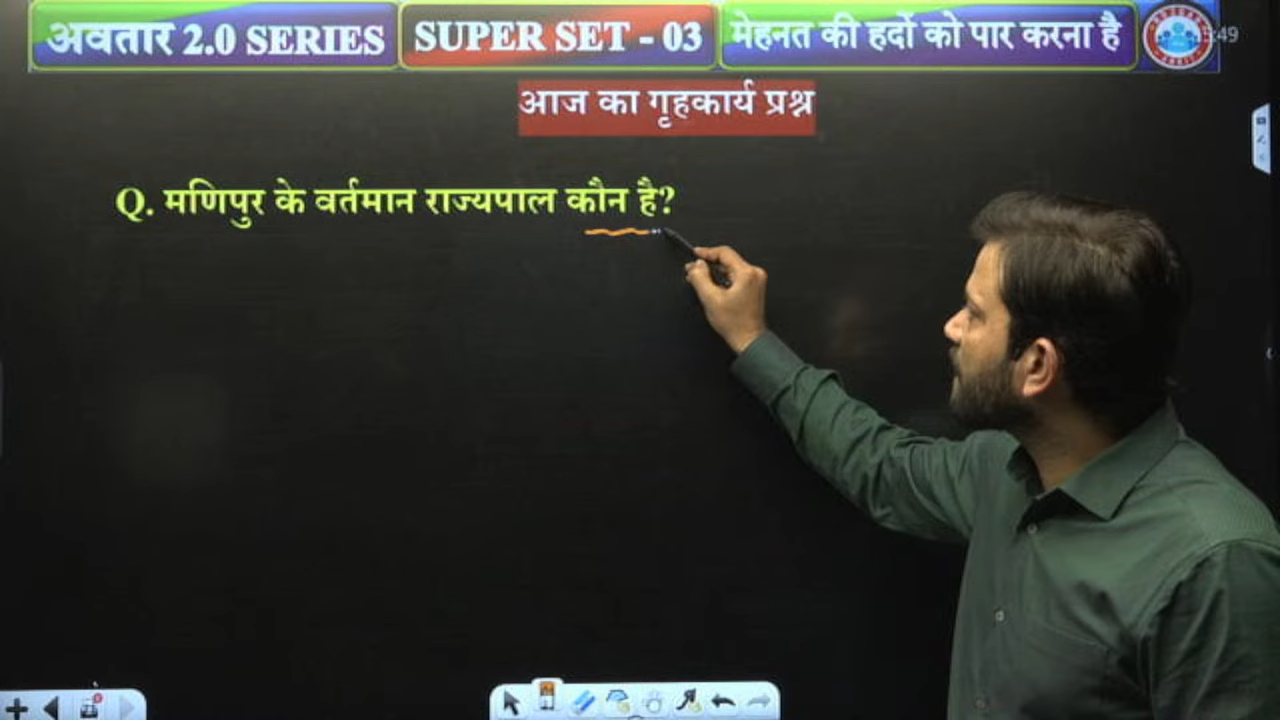 अवतार 2.0 SERIES
SUPER SET - 03
मेहनत की हदों को पार करना है
आज का गृहकार्य प्रश्न
Q. मणिपुर के वर्तमान राज्यपाल कौन है?